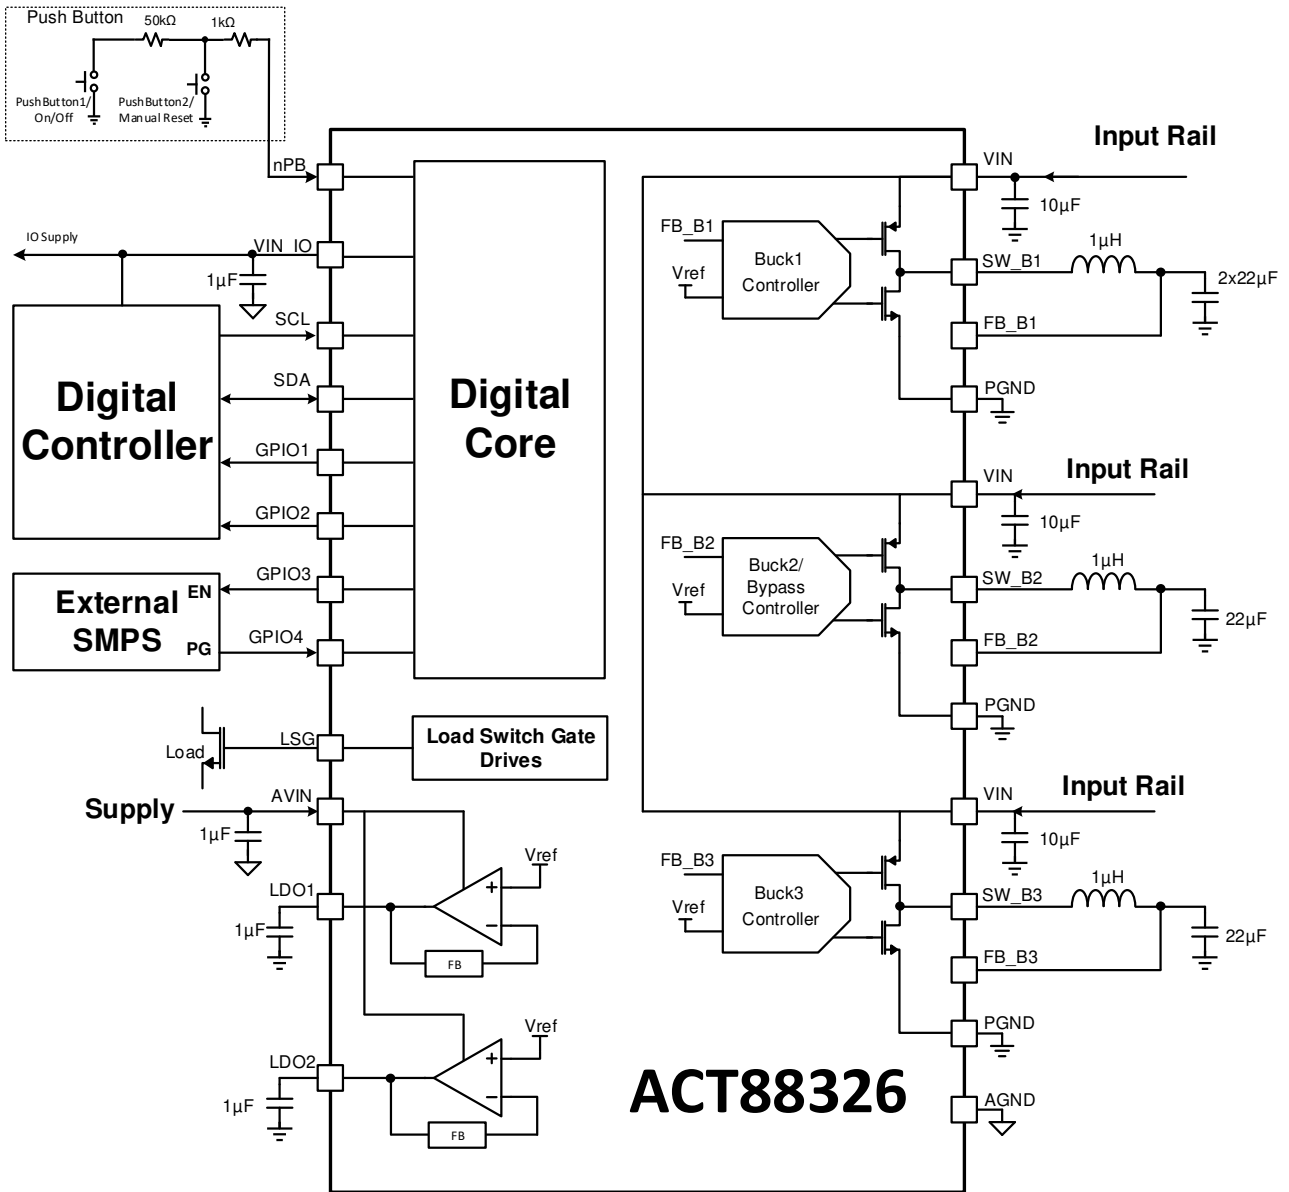 Push Button
50kΩ
1kΩ
PushButton1/
On/Off
PushButton2/
Manual Reset
nPB
IO Supply
VIN_IO
1µF
SCL
SDA
GPIO1
GPIO2
Digital
Controller
GPIO3
GPIO4
External
SMPS
EN
PG
Digital
Core
LSG
Load
Load Switch Gate
Drives
Supply
AVIN
1µF
LDO1
1µF
Vref
+
−
FB
LDO2
1µF
Vref
+
−
FB
Input Rail
VIN
10µF
FB_B1
Vref
Buck1
Controller
SW_B1
1µH
2x22µF
FB_B1
PGND
Input Rail
VIN
10µF
FB_B2
Vref
Buck2/
Bypass
Controller
SW_B2
1µH
22µF
FB_B2
PGND
Input Rail
VIN
10µF
FB_B3
Vref
Buck3
Controller
SW_B3
1µH
22µF
FB_B3
PGND
AGND
ACT88326